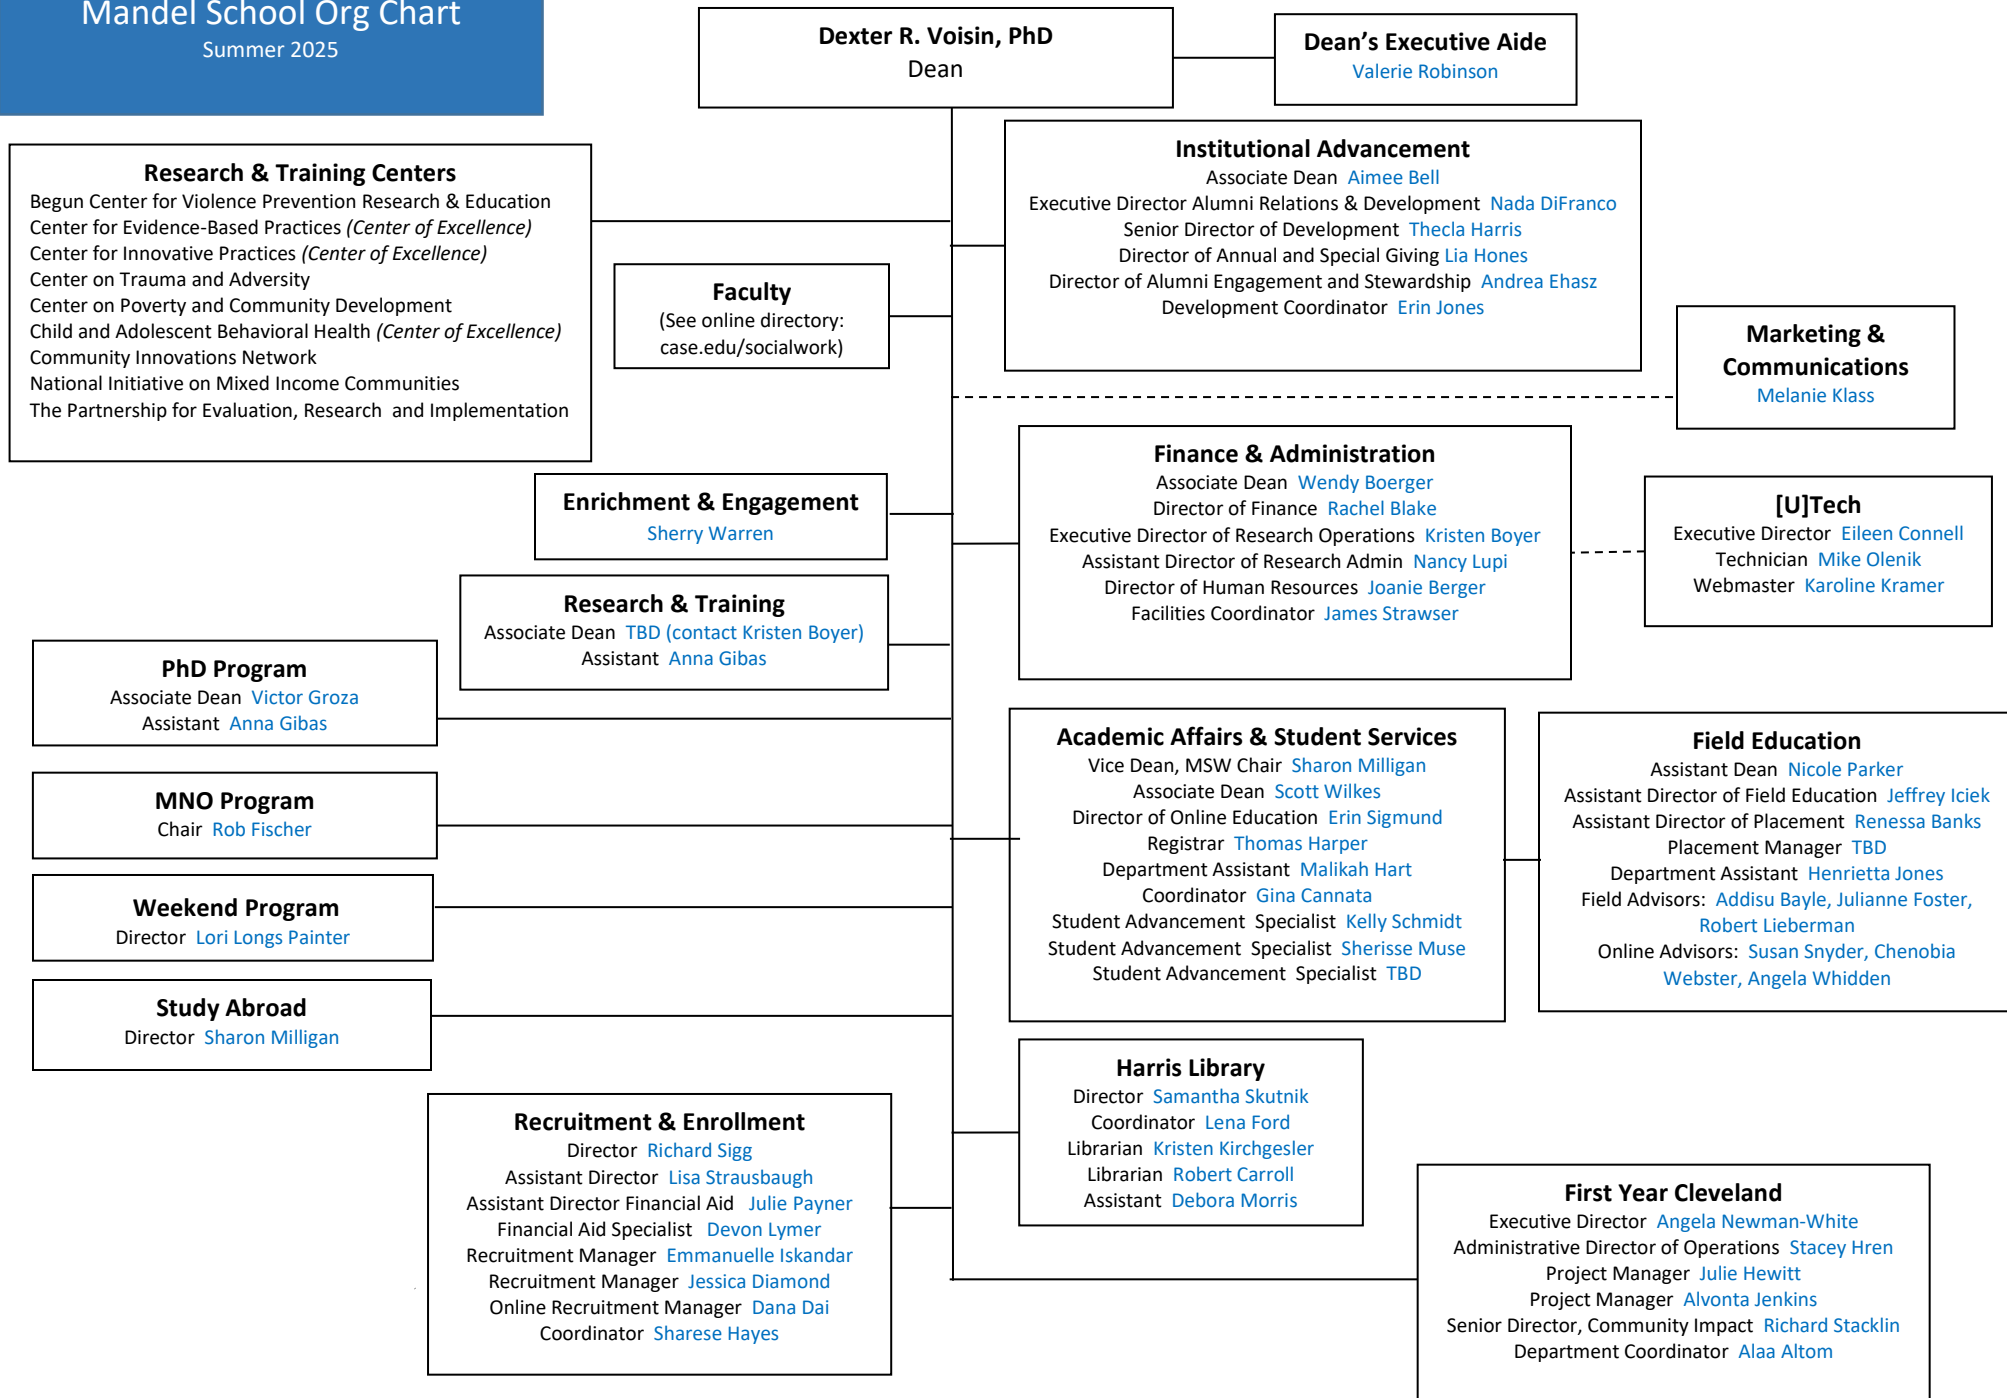 Mandel School Org Chart
Summer 2025
Dexter R. Voisin, PhD
Dean
Dean’s Executive Aide
Valerie Robinson
Research & Training Centers
Begun Center for Violence Prevention Research & Education
Center for Evidence-Based Practices (Center of Excellence)
Center for Innovative Practices (Center of Excellence)
Center on Trauma and Adversity
Center on Poverty and Community Development
Child and Adolescent Behavioral Health (Center of Excellence)
Community Innovations Network
National Initiative on Mixed Income Communities
The Partnership for Evaluation, Research and Implementation
Institutional Advancement
Associate Dean Aimee Bell
Executive Director Alumni Relations & Development Nada DiFranco
Senior Director of Development Thecla Harris
Director of Annual and Special Giving Lia Hones
Director of Alumni Engagement and Stewardship Andrea Ehasz
Development Coordinator Erin Jones
Faculty
(See online directory:
case.edu/socialwork)
Marketing &
Communications
Melanie Klass
Enrichment & Engagement
Sherry Warren
Finance & Administration
Associate Dean Wendy Boerger
Director of Finance Rachel Blake
Executive Director of Research Operations Kristen Boyer
Assistant Director of Research Admin Nancy Lupi
Director of Human Resources Joanie Berger
Facilities Coordinator James Strawser
[U]Tech
Executive Director Eileen Connell
Technician Mike Olenik
Webmaster Karoline Kramer
Research & Training
Associate Dean TBD (contact Kristen Boyer)
Assistant Anna Gibas
PhD Program
Associate Dean Victor Groza
Assistant Anna Gibas
MNO Program
Chair Rob Fischer
Weekend Program
Director Lori Longs Painter
Study Abroad
Director Sharon Milligan
Academic Affairs & Student Services
Vice Dean, MSW Chair Sharon Milligan
Associate Dean Scott Wilkes
Director of Online Education Erin Sigmund
Registrar Thomas Harper
Department Assistant Malikah Hart
Coordinator Gina Cannata
Student Advancement Specialist Kelly Schmidt
Student Advancement Specialist Sherisse Muse
Student Advancement Specialist TBD
Field Education
Assistant Dean Nicole Parker
Assistant Director of Field Education Jeffrey Iciek
Assistant Director of Placement Renessa Banks
Placement Manager TBD
Department Assistant Henrietta Jones
Field Advisors: Addisu Bayle, Julianne Foster,
Robert Lieberman
Online Advisors: Susan Snyder, Chenobia
Webster, Angela Whidden
Harris Library
Director Samantha Skutnik
Coordinator Lena Ford
Librarian Kristen Kirchgesler
Librarian Robert Carroll
Assistant Debora Morris
Recruitment & Enrollment
Director Richard Sigg
Assistant Director Lisa Strausbaugh
Assistant Director Financial Aid Julie Payner
Financial Aid Specialist Devon Lymer
Recruitment Manager Emmanuelle Iskandar
Recruitment Manager Jessica Diamond
Online Recruitment Manager Dana Dai
Coordinator Sharese Hayes
First Year Cleveland
Executive Director Angela Newman-White
Administrative Director of Operations Stacey Hren
Project Manager Julie Hewitt
Project Manager Alvonta Jenkins
Senior Director, Community Impact Richard Stacklin
Department Coordinator Alaa Altom